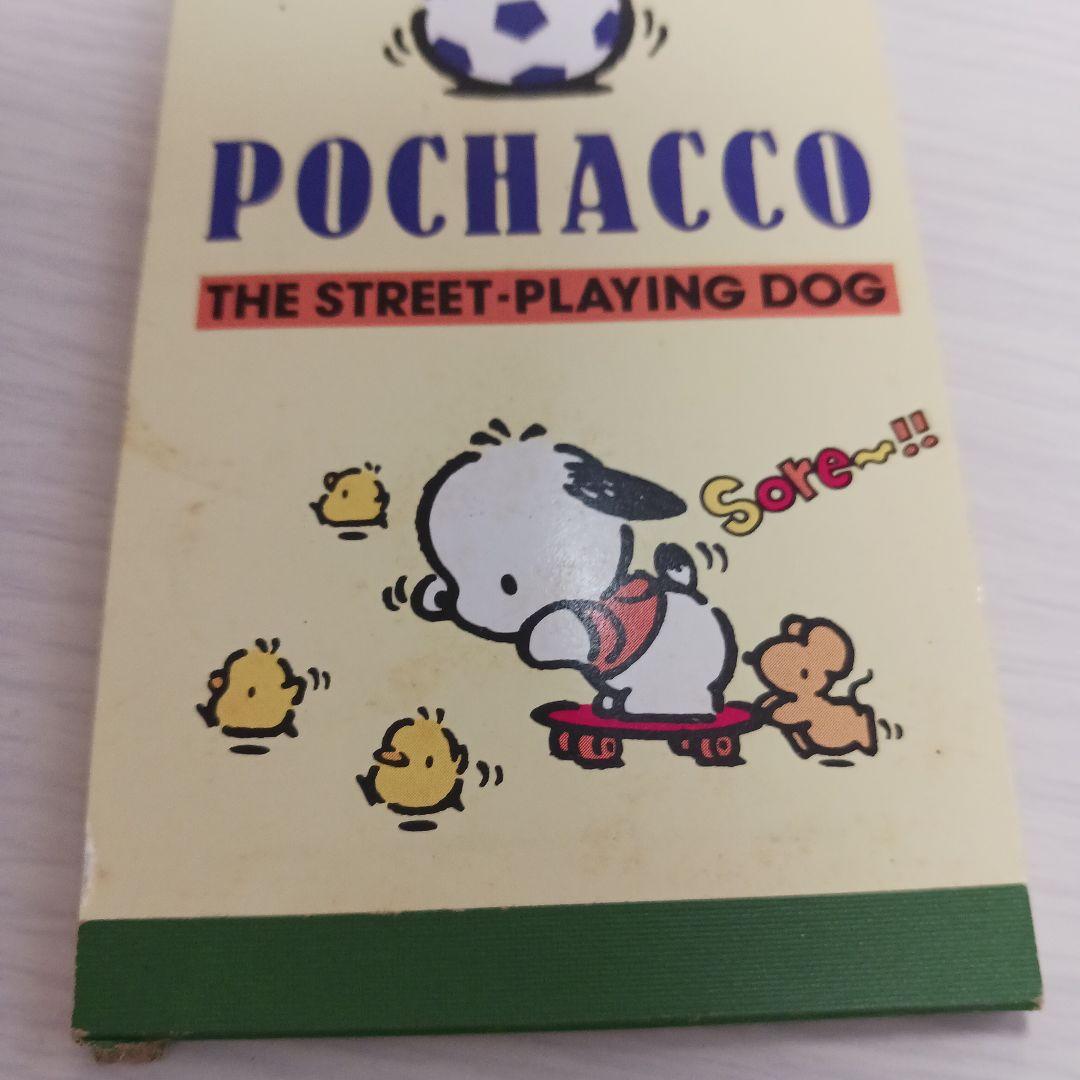 POCHACCO
THE STREET-PLAYING DOG
Sore~!!